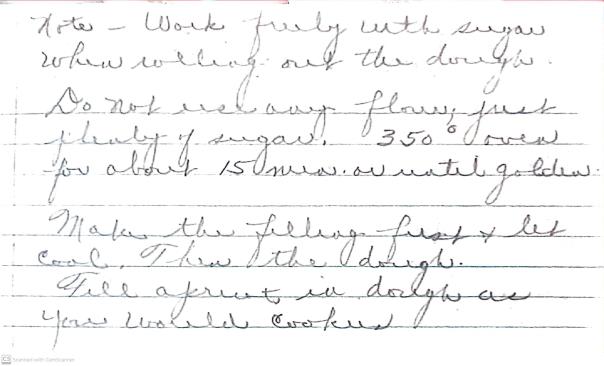 Note - Work freely with sugar
when rolling out the dough.
Do not use any flour, just
plenty of sugar. 350° oven
for about 15 min. or until golden.
Make the filling first & let
cool. Then the dough.
Fill apricot in dough as
you would cookies
CS Scanned with CamScanner